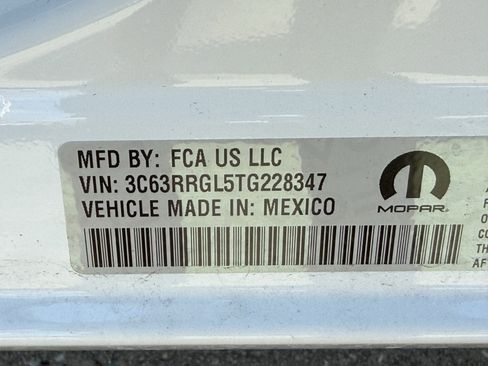 MFD BY: FCA US LLC
VIN: 3C63RRGL5TG228347
VEHICLE MADE IN: MEXICO
MOPAR